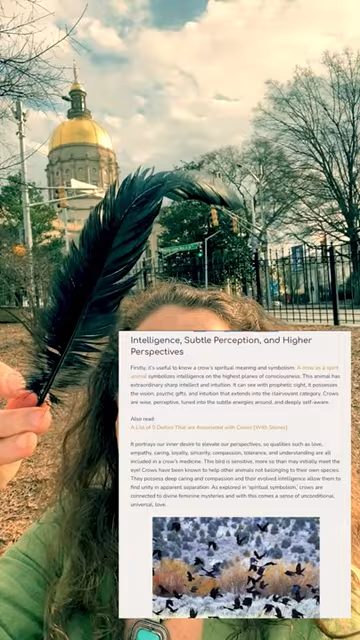 Intelligence, Subtle Perception, and Higher
Perspectives
Firstly, it's useful to know a crow's spiritual meaning and symbolism. A crow as a spirit
animal symbolizes intelligence on the highest planes of consciousness. This animal has
extraordinary sharp intellect and intuition. It can see with prophetic sight. It possesses
the vision, psychic gifts, and intuition that extends into the clairvoyant category. Crows
are wise, perceptive, tuned into the subtle energies around, and deeply self-aware.
Also read:
A List of 5 Deities That are Associated with Crows [With Stories]
It portrays our inner desire to elevate our perspectives, so qualities such as love,
empathy, caring, loyalty, sincerity, compassion, tolerance, and understanding are all
included in a crow's medicine. This bird is sensitive, more so than may initially meet the
eye! Crows have been known to help other animals not belonging to their own species.
They possess deep caring and compassion and their evolved intelligence allow them to
find unity in apparent separation. As explored in 'spiritual symbolism', crows are
connected to divine feminine mysteries and with this comes a sense of unconditional,
universal, love.